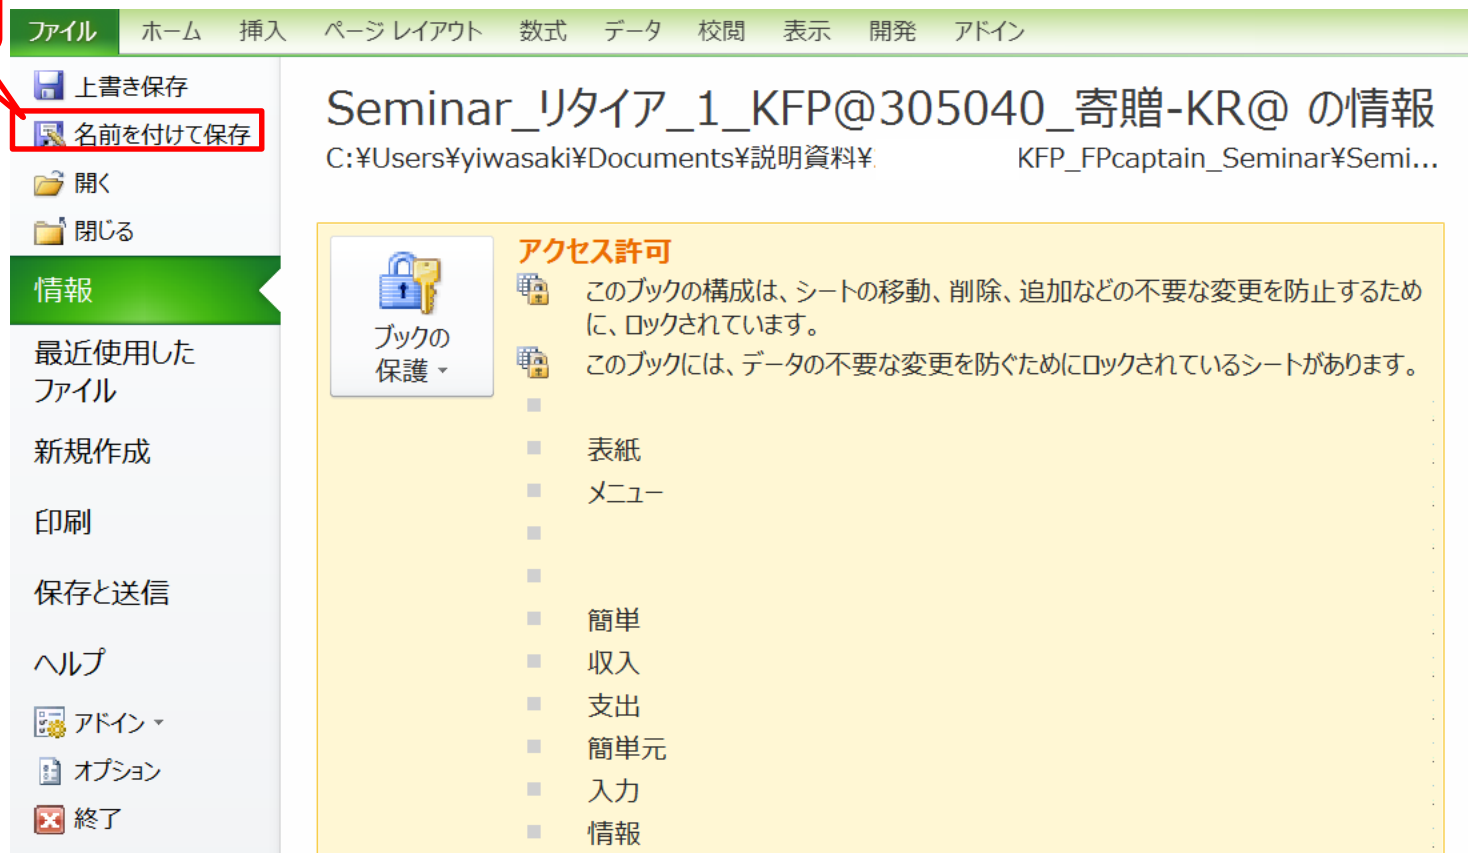 ファイル ホーム 挿入 ページ レイアウト 数式 データ 校閲 表示 開発 アドイン
上書き保存
名前を付けて保存
開く
閉じる
情報
最近使用した
ファイル
新規作成
印刷
保存と送信
ヘルプ
アドイン
オプション
終了
Seminar_リタイア_1_KFP@305040_寄贈-KR@ の情報
C:¥Users¥yiwasaki¥Documents¥説明資料¥ KFP_FPcaptain_Seminar¥Semi...
ブックの
保護
アクセス許可
このブックの構成は、シートの移動、削除、追加などの不要な変更を防止するため
に、ロックされています。
このブックには、データの不要な変更を防ぐためにロックされているシートがあります。
表紙
メニュー
簡単
収入
支出
簡単元
入力
情報